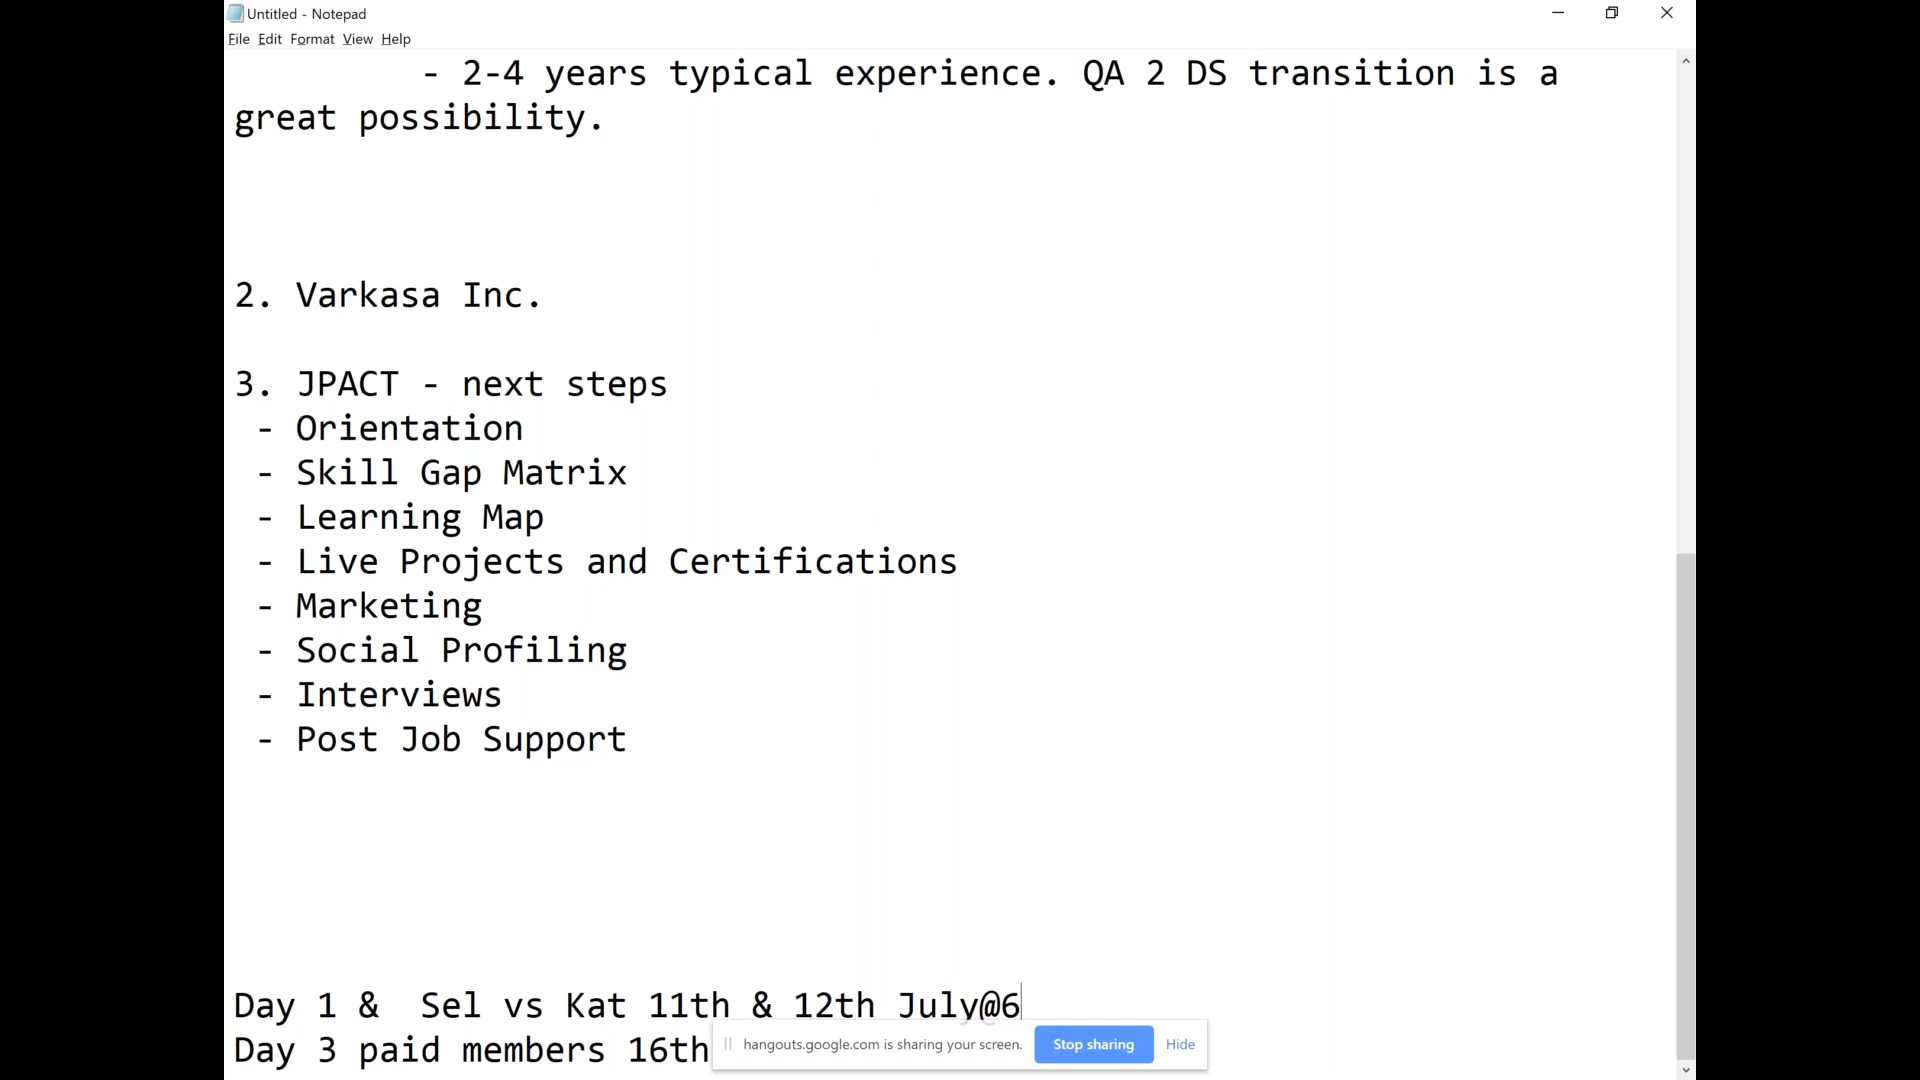 Untitled - Notepad
File Edit Format View Help
- 2-4 years typical experience. QA 2 DS transition is a
great possibility.
2. Varkasa Inc.
3. JPACT - next steps
- Orientation
- Skill Gap Matrix
- Learning Map
- Live Projects and Certifications
- Marketing
- Social Profiling
- Interviews
- Post Job Support
Day 1 &  Sel vs Kat 11th & 12th July@6
Day 3 paid members 16th
hangouts.google.com is sharing your screen. Stop sharing Hide